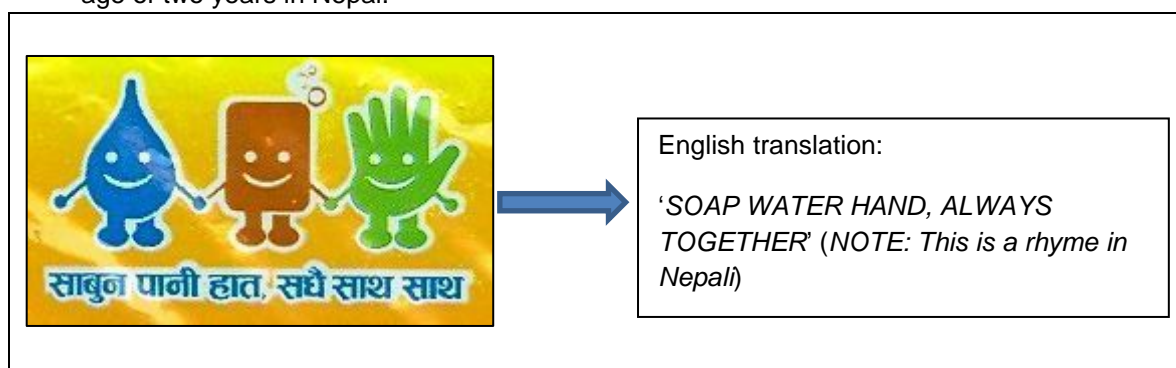 age of two years in Nepal.
साबुन पानी हात, सधै साथ साथ
English translation:
‘SOAP WATER HAND, ALWAYS
TOGETHER’ (NOTE: This is a rhyme in
Nepali)